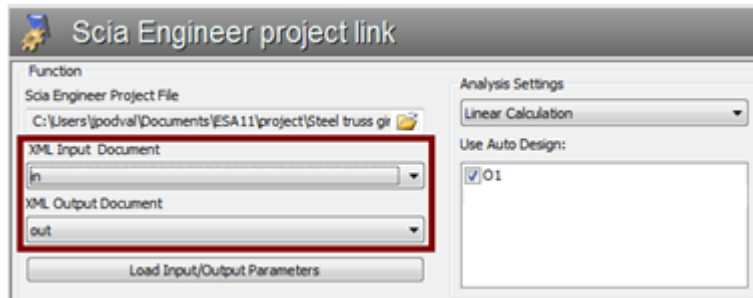 Scia Engineer project link
Function
Scia Engineer Project File
C:\Users\jpodval\Documents\ESA11\project\Steel truss gir
XML Input Document
in
XML Output Document
out
Load Input/Output Parameters
Analysis Settings
Linear Calculation
Use Auto Design:
O1